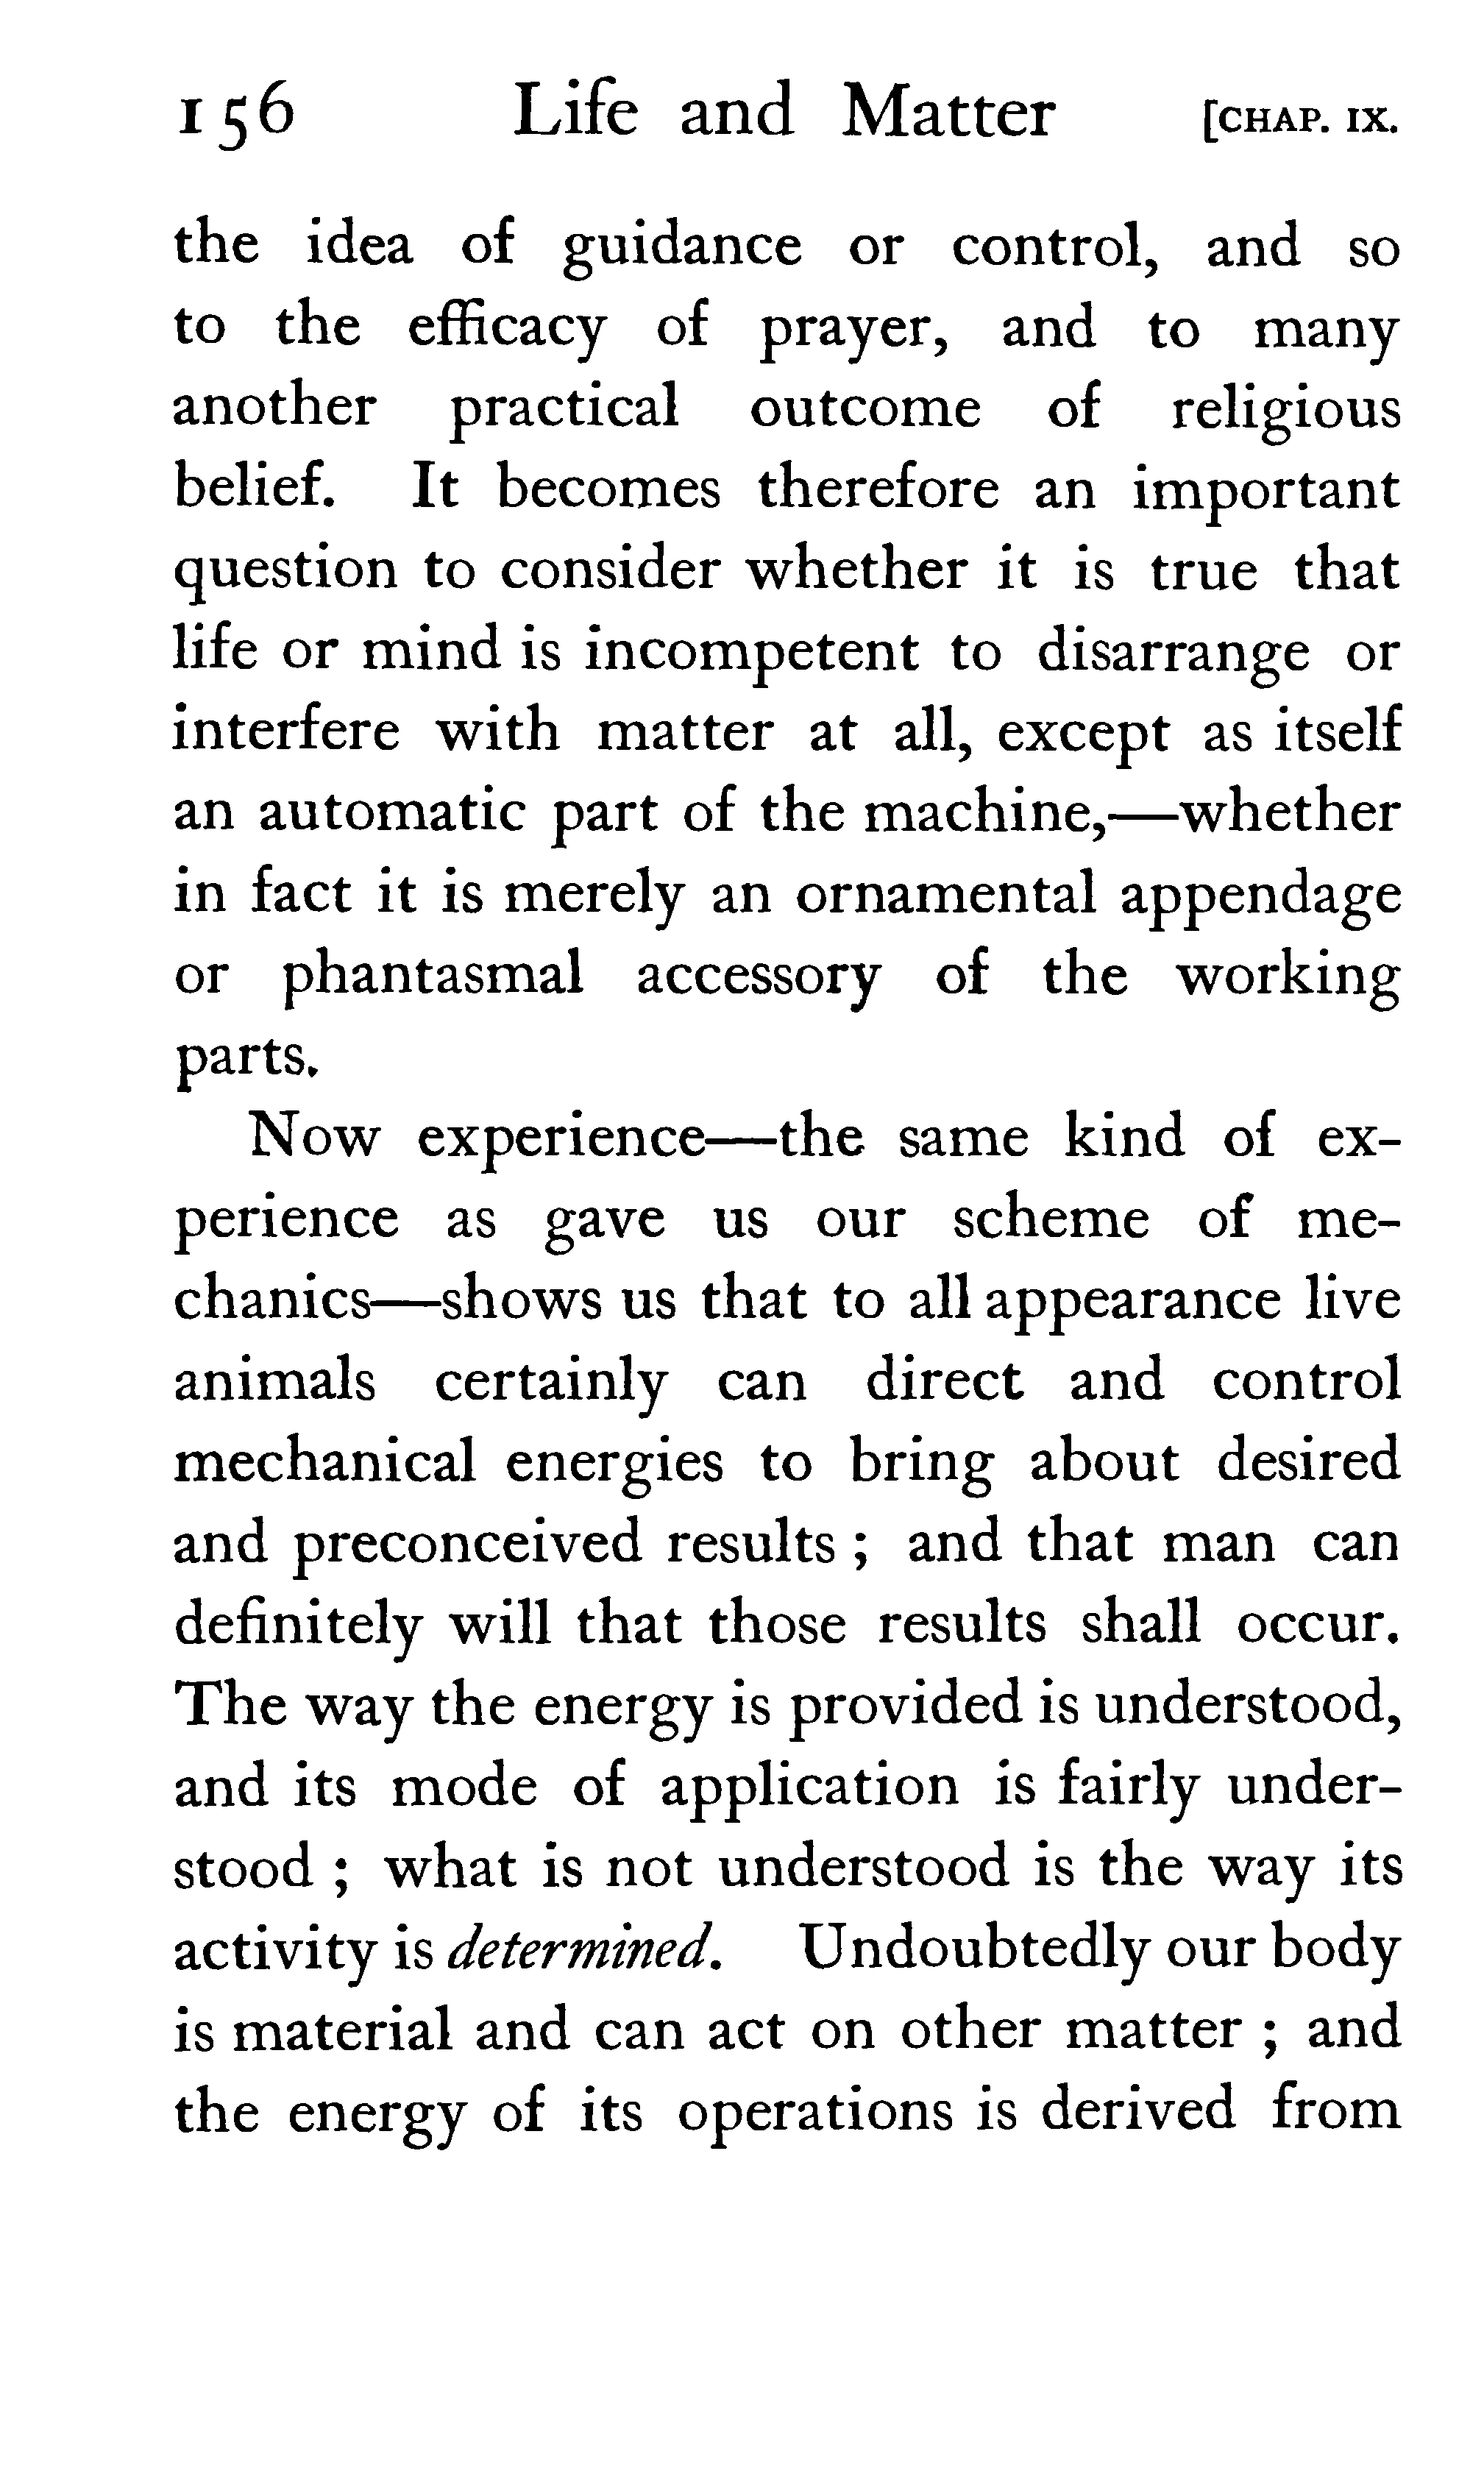 156 Life and Matter [CHAP. IX.
the idea of guidance or control, and so
to the efficacy of prayer, and to many
another practical outcome of religious
belief. It becomes therefore an important
question to consider whether it is true that
life or mind is incompetent to disarrange or
interfere with matter at all, except as itself
an automatic part of the machine,—whether
in fact it is merely an ornamental appendage
or phantasmal accessory of the working
parts.
Now experience—the same kind of ex-
perience as gave us our scheme of me-
chanics—shows us that to all appearance live
animals certainly can direct and control
mechanical energies to bring about desired
and preconceived results ; and that man can
definitely will that those results shall occur.
The way the energy is provided is understood,
and its mode of application is fairly under-
stood ; what is not understood is the way its
activity is determined. Undoubtedly our body
is material and can act on other matter ; and
the energy of its operations is derived from